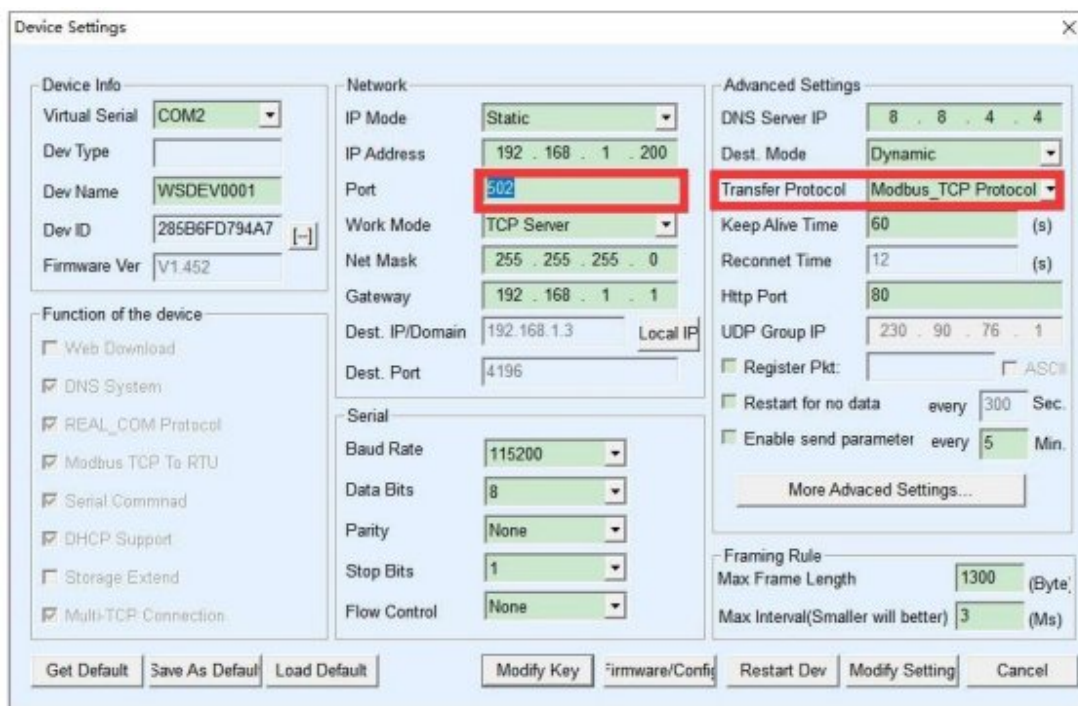 Device Settings
Device Info
Virtual Serial COM2
Dev Type
Dev Name WSDEV0001
Dev ID 285B6FD794A7 [--]
Firmware Ver V1.452
Function of the device
Web Download
DNS System
REAL_COM Protocol
Modbus TCP To RTU
Serial Commnad
DHCP Support
Storage Extend
Multi-TCP Connection
Network
IP Mode Static
IP Address 192 . 168 . 1 . 200
Port 502
Work Mode TCP Server
Net Mask 255 . 255 . 255 . 0
Gateway 192 . 168 . 1 . 1
Dest. IP/Domain 192.168.1.3 Local IP
Dest. Port 4196
Serial
Baud Rate 115200
Data Bits 8
Parity None
Stop Bits 1
Flow Control None
Advanced Settings
DNS Server IP 8 . 8 . 4 . 4
Dest. Mode Dynamic
Transfer Protocol Modbus_TCP Protocol
Keep Alive Time 60 (s)
Reconnet Time 12 (s)
Http Port 80
UDP Group IP 230 . 90 . 76 . 1
Register Pkt: ASCII
Restart for no data every 300 Sec.
Enable send parameter every 5 Min.
More Advaced Settings...
Framing Rule
Max Frame Length 1300 (Byte)
Max Interval(Smaller will better) 3 (Ms)
Get Default Save As Defaul Load Default Modify Key Firmware/Config Restart Dev Modify Setting Cancel